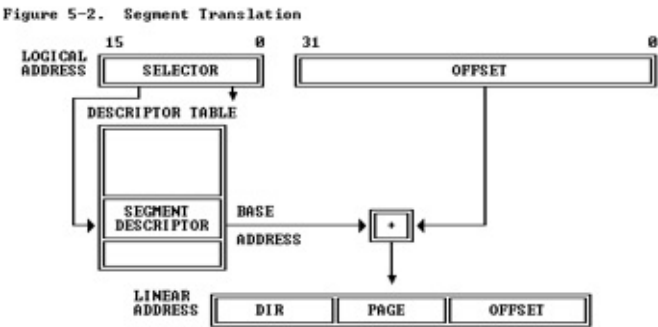 Figure 5-2. Segment Translation
15 0 31 0
LOGICAL
ADDRESS
SELECTOR
OFFSET
DESCRIPTOR TABLE
SEGMENT
DESCRIPTOR
BASE
ADDRESS
+
LINEAR
ADDRESS
DIR PAGE OFFSET